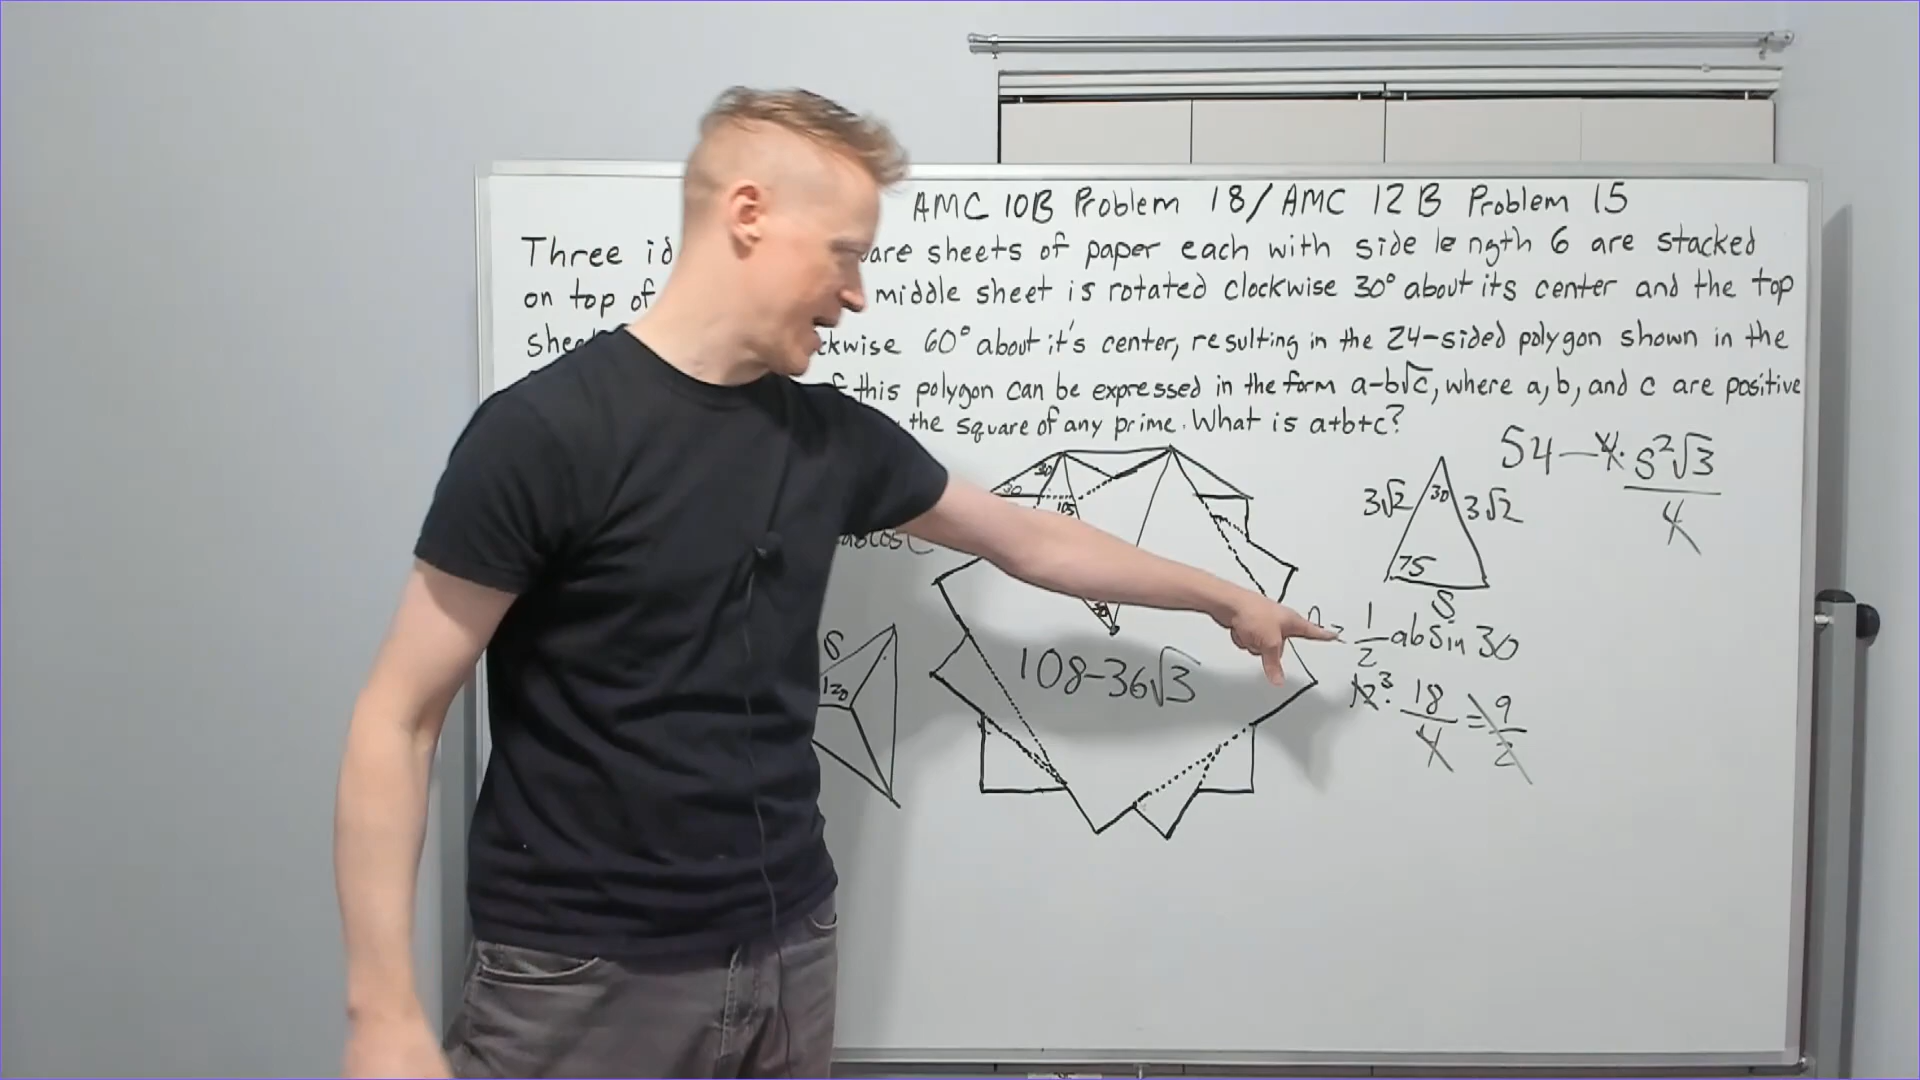 AMC 10B Problem 18/AMC 12B Problem 15
Three are sheets of paper each with side length 6 are stacked
on top of middle sheet is rotated clockwise 30° about its center and the top
60° about it's center, resulting in the 24-sided polygon shown in the
this polygon can be expressed in the form a-b√c, where a, b, and c are positive
the square of any prime. What is a+b+c?
54-4·s²√3/4
3√2 30 3√2
75
S
30
30
105
30
S
120
108-36√3
1/2 ab sin 30
12 3 · 18/4 = 9/2